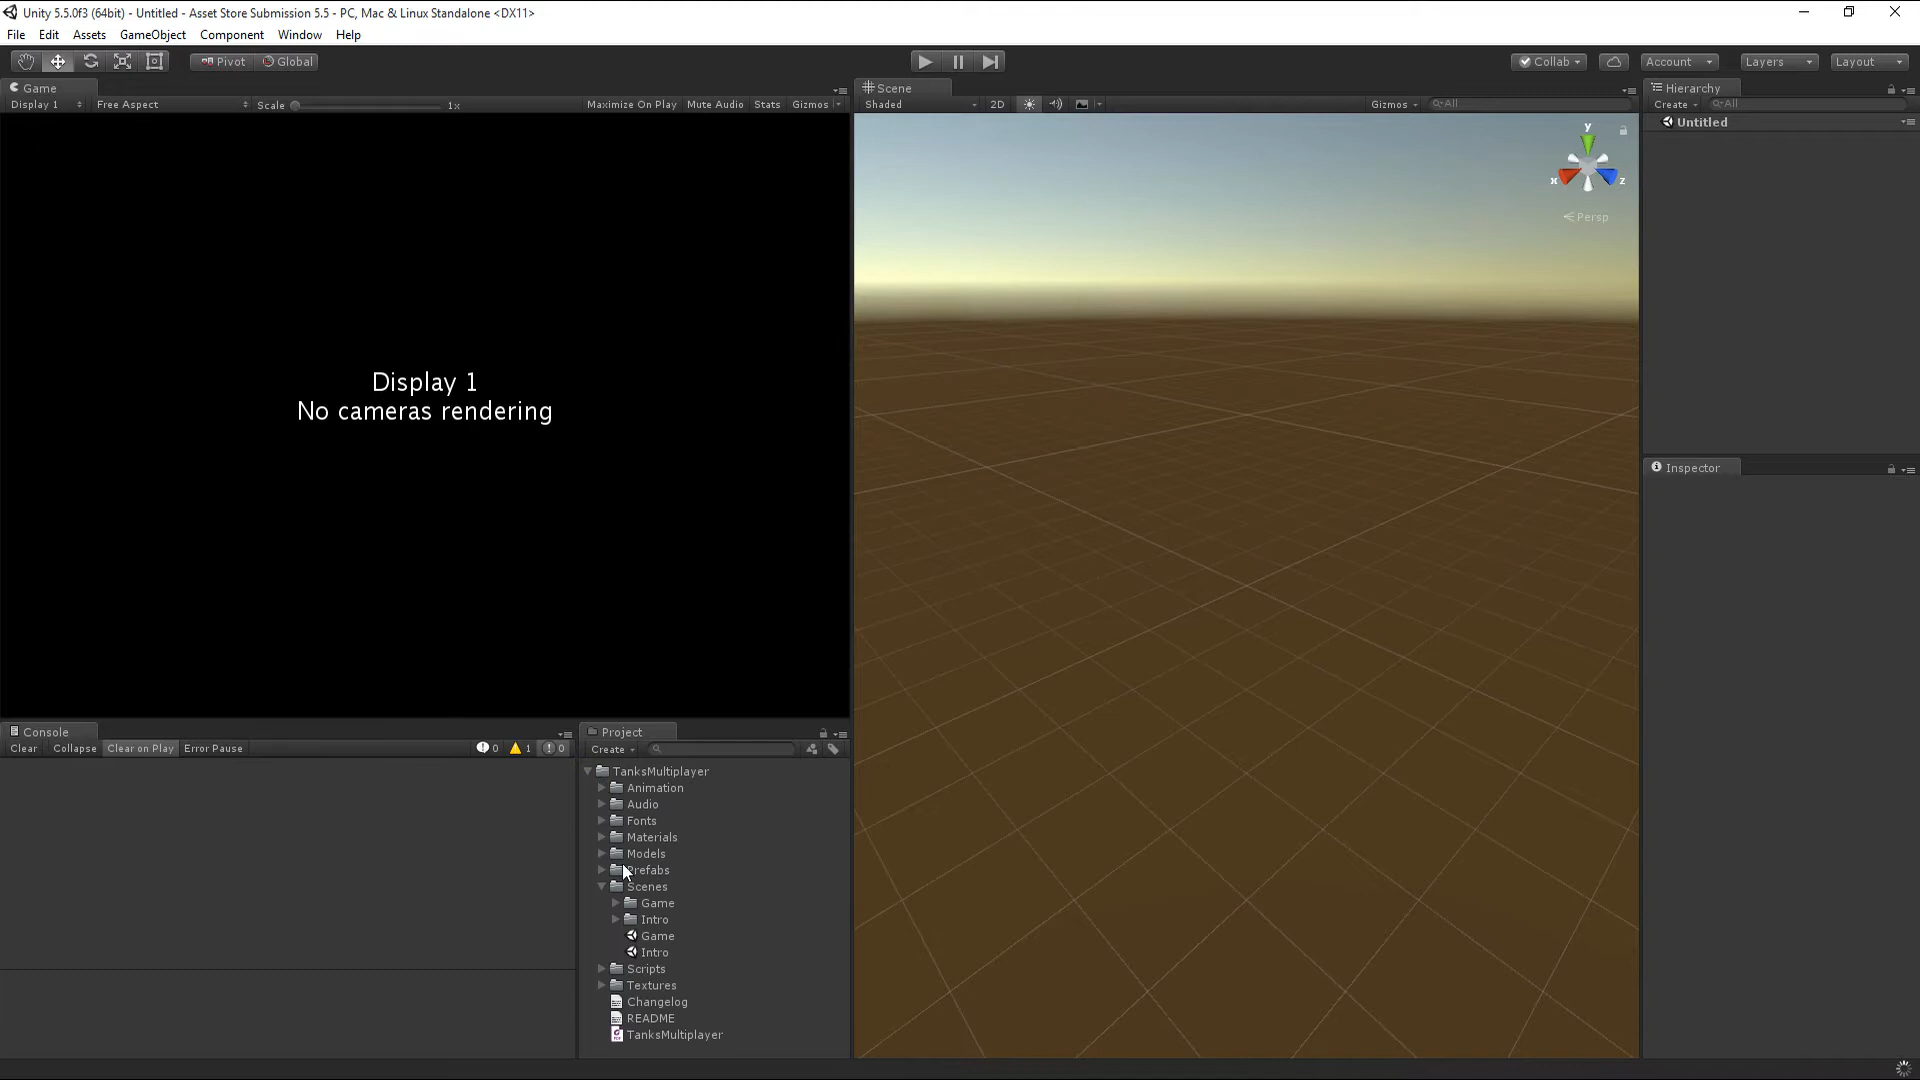 Unity 5.5.0f3 (64bit) - Untitled - Asset Store Submission 5.5 - PC, Mac & Linux Standalone <DX11>
File Edit Assets GameObject Component Window Help
Pivot Global Collab Account Layers Layout
Game
Display 1 Free Aspect Scale 1x Maximize On Play Mute Audio Stats Gizmos
Display 1
No cameras rendering
Scene
Shaded 2D Gizmos All
y
x z
Persp
Hierarchy
Create All
Untitled
Inspector
Console
Clear Collapse Clear on Play Error Pause 0 1 0
Project
Create
TanksMultiplayer
Animation
Audio
Fonts
Materials
Models
Prefabs
Scenes
Game
Intro
Game
Intro
Scripts
Textures
Changelog
README
TanksMultiplayer